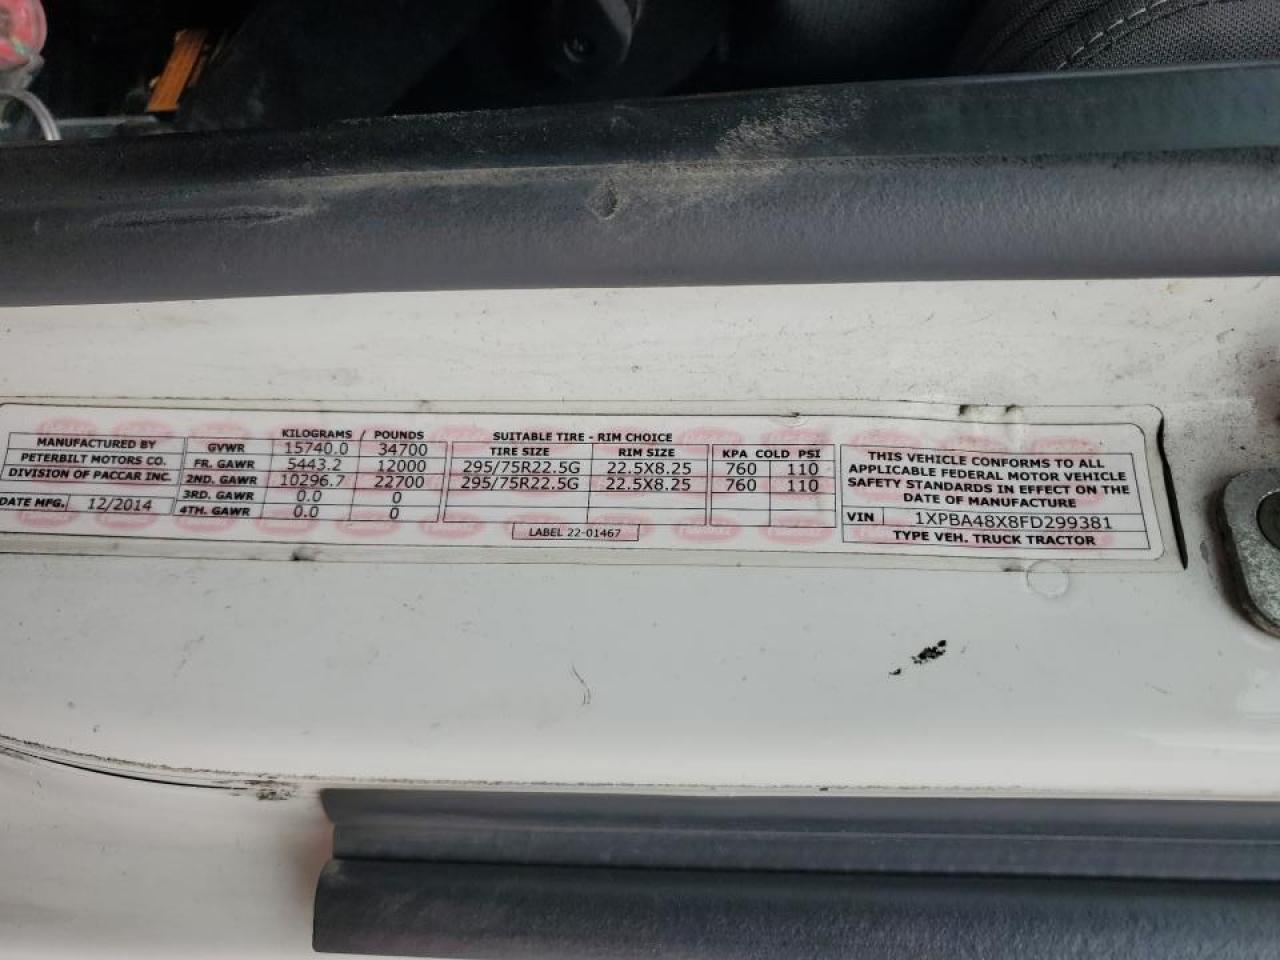 MANUFACTURED BY
PETERBILT MOTORS CO.
DIVISION OF PACCAR INC.
DATE MFG. 12/2014
KILOGRAMS / POUNDS
GVWR 15740.0 34700
FR. GAWR 5443.2 12000
2ND. GAWR 10296.7 22700
3RD. GAWR 0.0 0
4TH. GAWR 0.0 0
SUITABLE TIRE - RIM CHOICE
TIRE SIZE RIM SIZE KPA COLD PSI
295/75R22.5G 22.5X8.25 760 110
295/75R22.5G 22.5X8.25 760 110
LABEL 22-01467
THIS VEHICLE CONFORMS TO ALL
APPLICABLE FEDERAL MOTOR VEHICLE
SAFETY STANDARDS IN EFFECT ON THE
DATE OF MANUFACTURE
VIN 1XPBA48X8FD299381
TYPE VEH. TRUCK TRACTOR